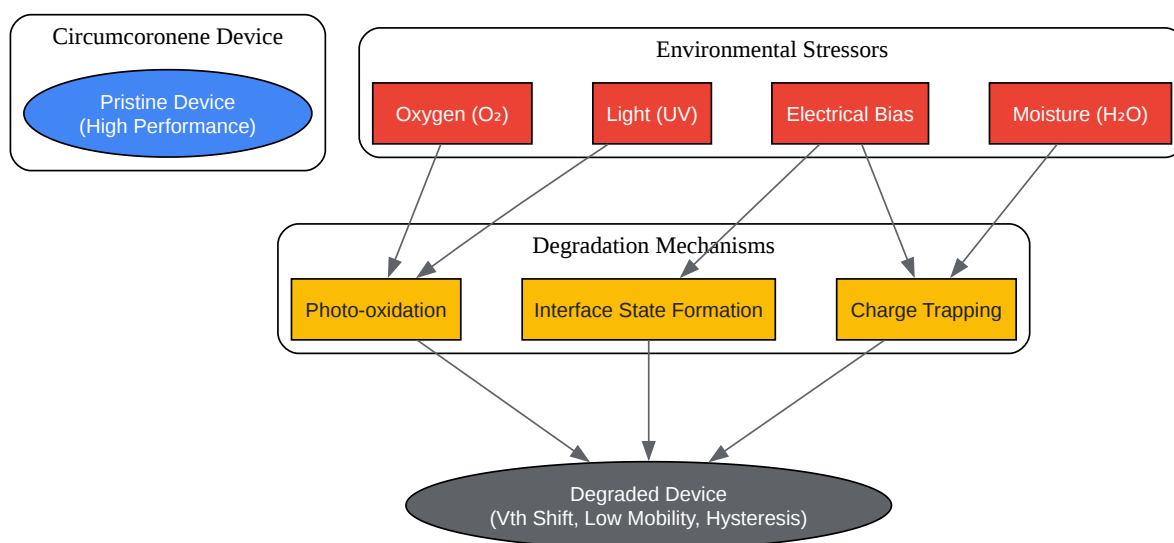 Circumcoronene Device
Pristine Device
(High Performance)
Environmental Stressors
Oxygen (O₂)
Light (UV)
Electrical Bias
Moisture (H₂O)
Degradation Mechanisms
Photo-oxidation
Interface State Formation
Charge Trapping
Degraded Device
(Vth Shift, Low Mobility, Hysteresis)